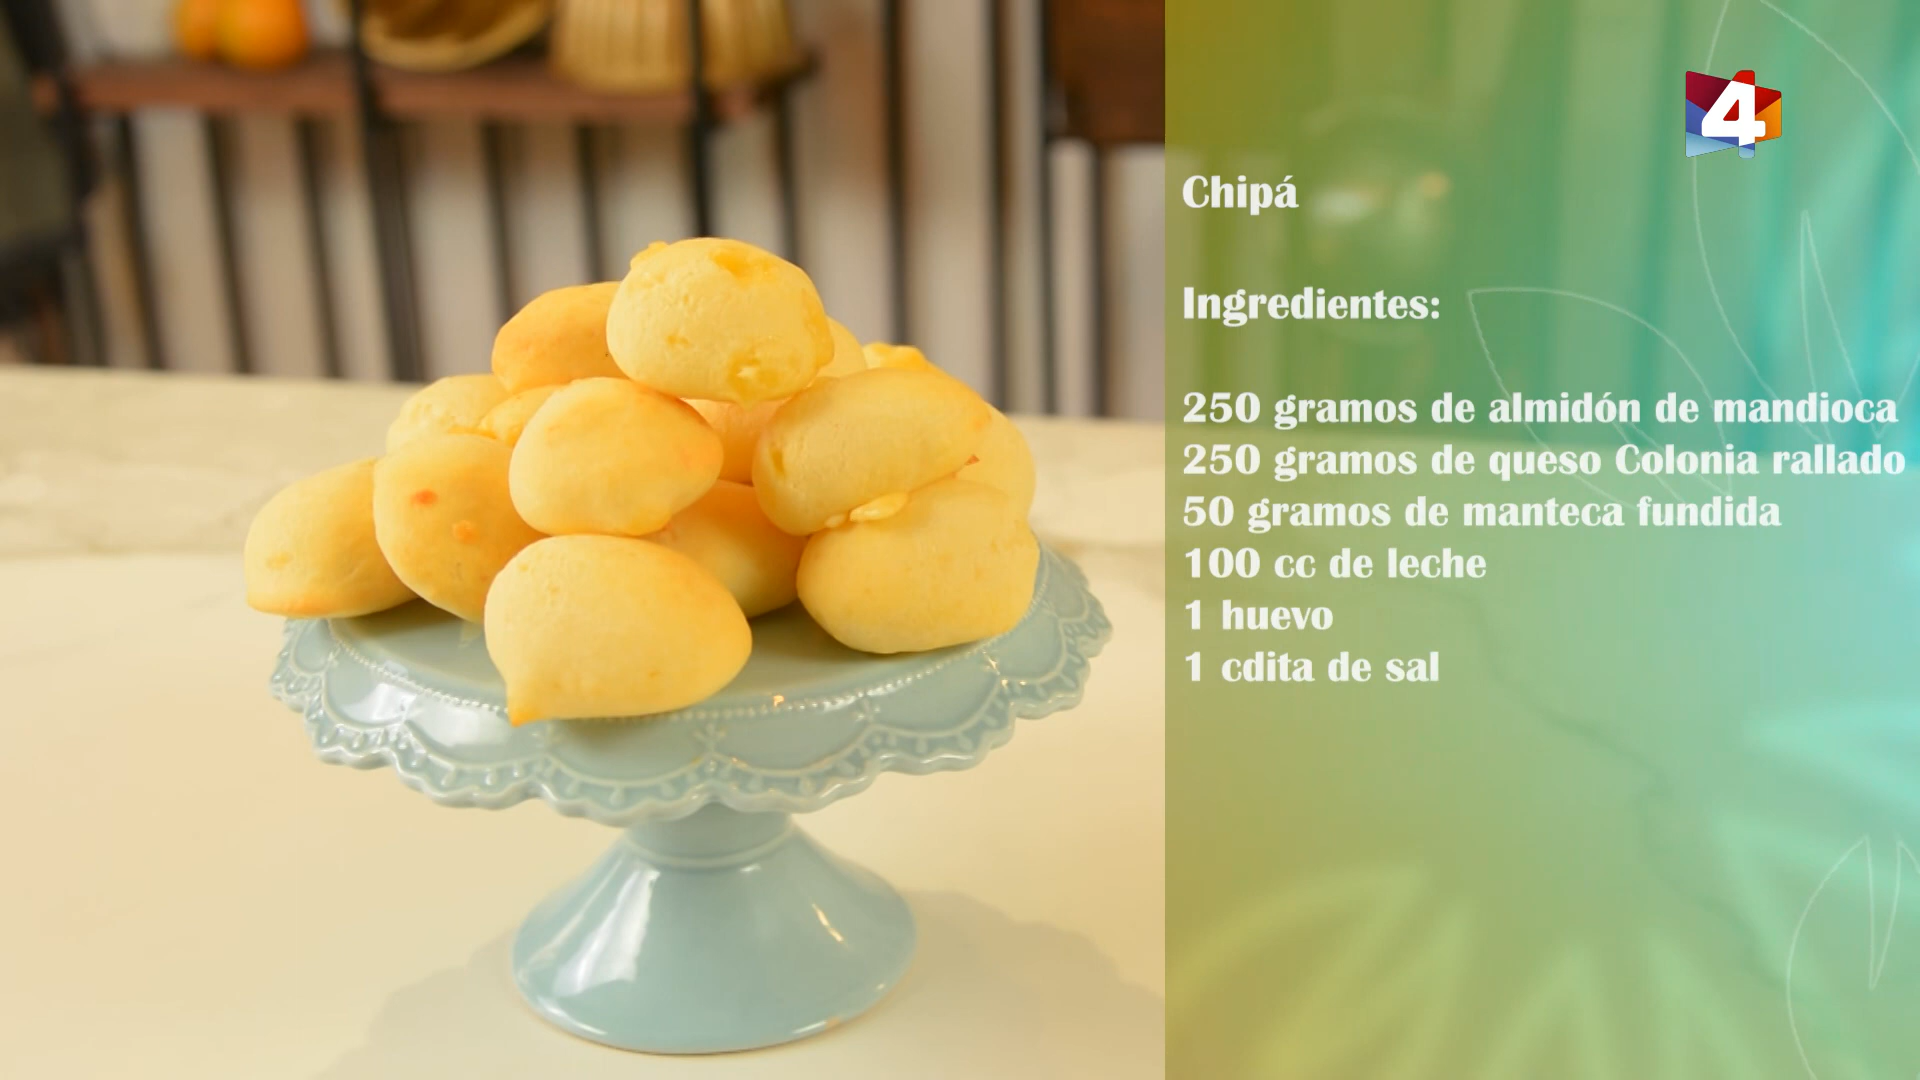 4
Chipá
Ingredientes:
250 gramos de almidón de mandioca
250 gramos de queso Colonia rallado
50 gramos de manteca fundida
100 cc de leche
1 huevo
1 cdita de sal